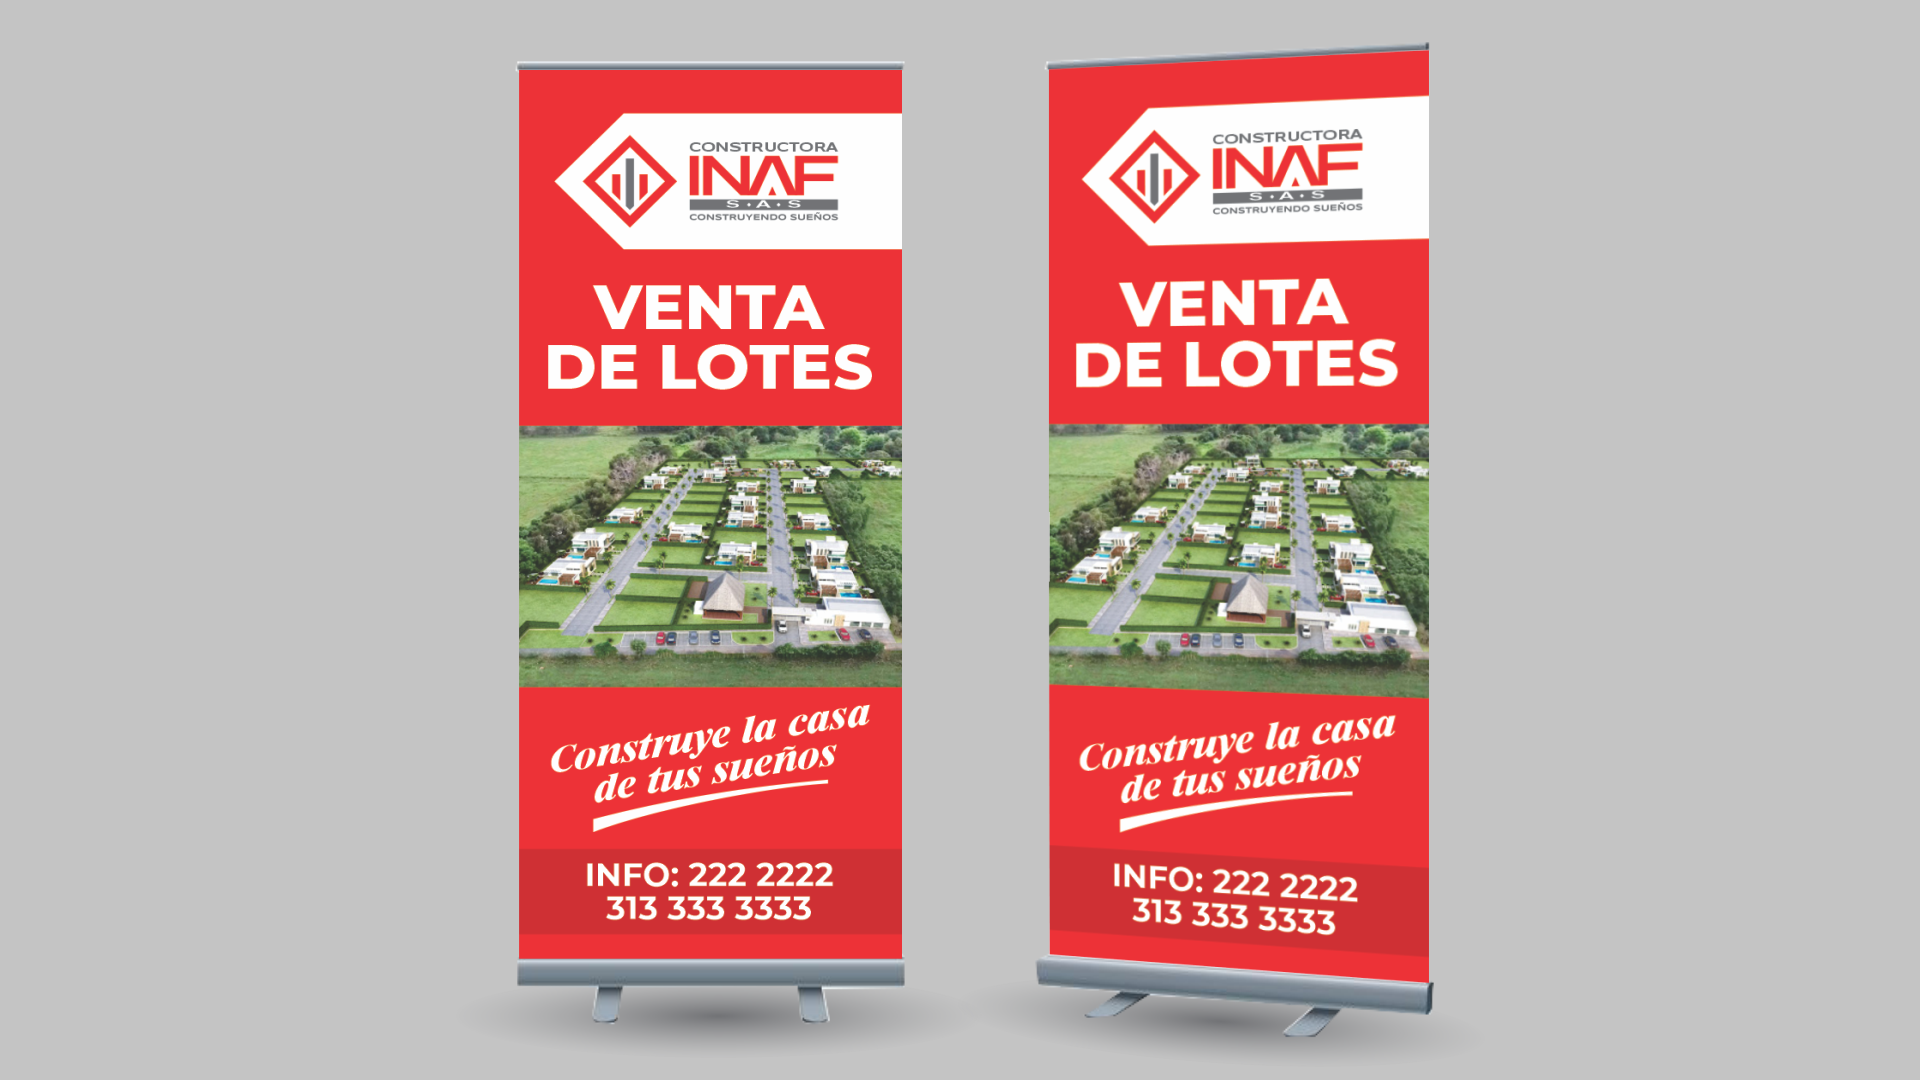 CONSTRUCTORA
INAF
S·A·S
CONSTRUYENDO SUEÑOS
VENTA
DE LOTES
Construye la casa
de tus sueños
INFO: 222 2222
313 333 3333
CONSTRUCTORA
INAF
S·A·S
CONSTRUYENDO SUEÑOS
VENTA
DE LOTES
Construye la casa
de tus sueños
INFO: 222 2222
313 333 3333